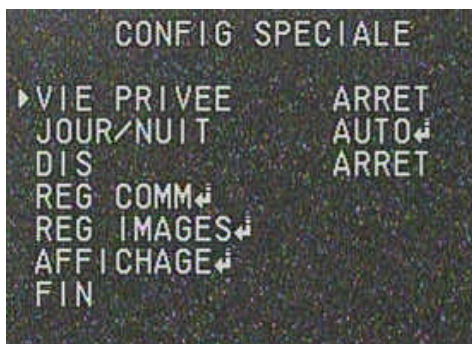 CONFIG SPECIALE
VIE PRIVEE ARRET
JOUR/NUIT AUTO↲
DIS ARRET
REG COMM↲
REG IMAGES↲
AFFICHAGE↲
FIN